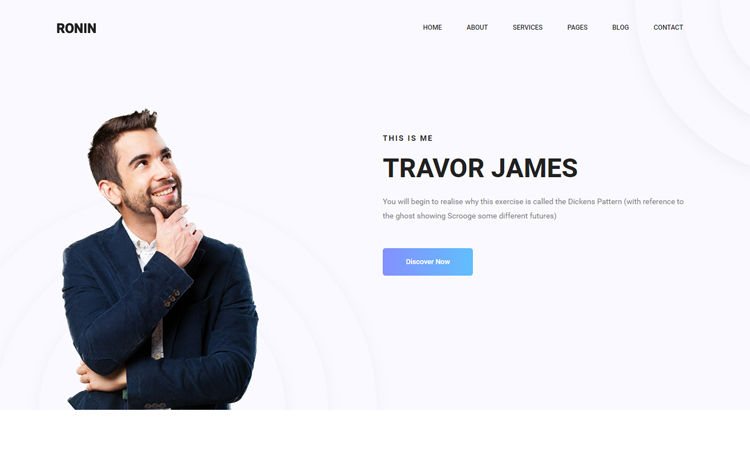 RONIN
HOME ABOUT SERVICES PAGES BLOG CONTACT
THIS IS ME
TRAVOR JAMES
You will begin to realise why this exercise is called the Dickens Pattern (with reference to
the ghost showing Scrooge some different futures)
Discover Now